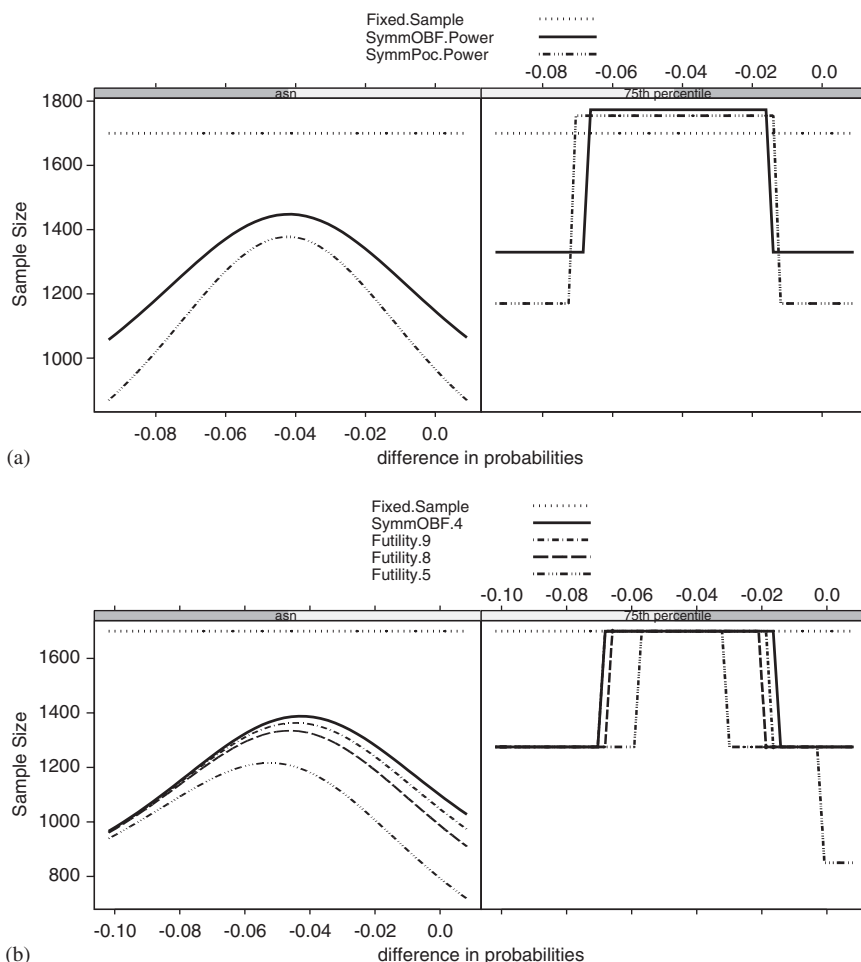 Fixed.Sample
SymmOBF.Power
SymmPoc.Power
-0.08 -0.06 -0.04 -0.02 0.0
asn 75th percentile
1800
1600
1400
1200
1000
Sample Size
-0.08 -0.06 -0.04 -0.02 0.0
(a) difference in probabilities
Fixed.Sample
SymmOBF.4
Futility.9
Futility.8
Futility.5
-0.10 -0.08 -0.06 -0.04 -0.02 0.0
asn 75th percentile
1600
1400
1200
1000
800
Sample Size
-0.10 -0.08 -0.06 -0.04 -0.02 0.0
(b) difference in probabilities